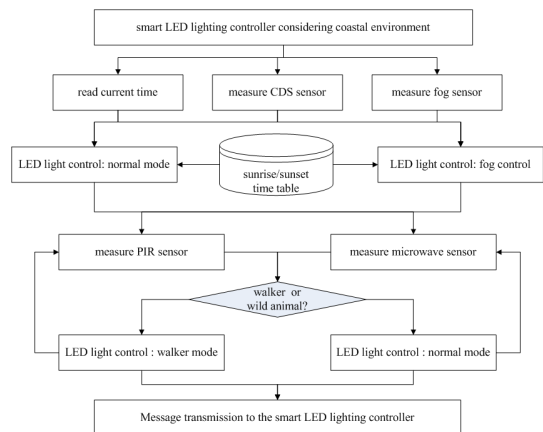 smart LED lighting controller considering coastal environment
read current time
measure CDS sensor
measure fog sensor
LED light control: normal mode
sunrise/sunset
time table
LED light control: fog control
measure PIR sensor
measure microwave sensor
walker or
wild animal?
LED light control : walker mode
LED light control : normal mode
Message transmission to the smart LED lighting controller